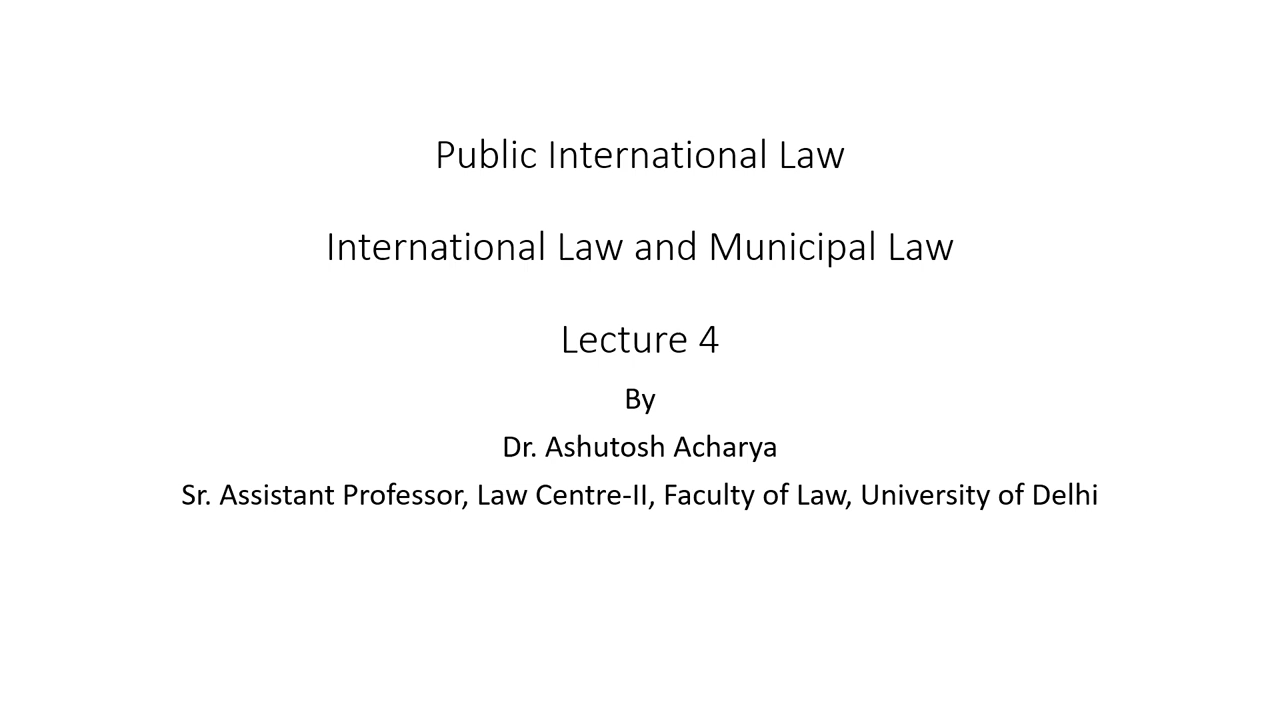 Public International Law
International Law and Municipal Law
Lecture 4
By
Dr. Ashutosh Acharya
Sr. Assistant Professor, Law Centre-II, Faculty of Law, University of Delhi